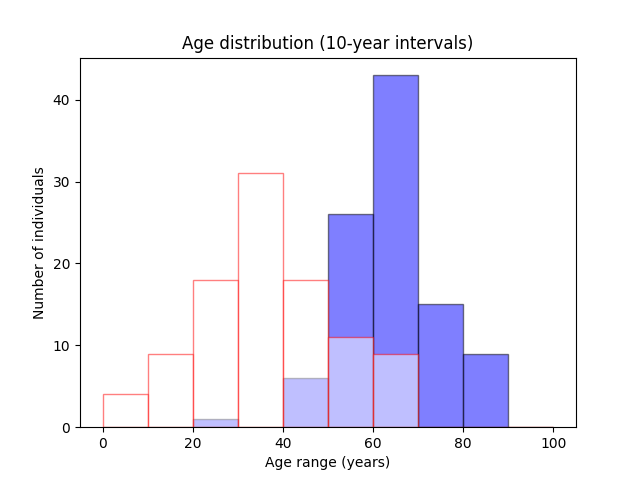 Age distribution (10-year intervals)
Number of individuals
40
30
20
10
0
0 20 40 60 80 100
Age range (years)